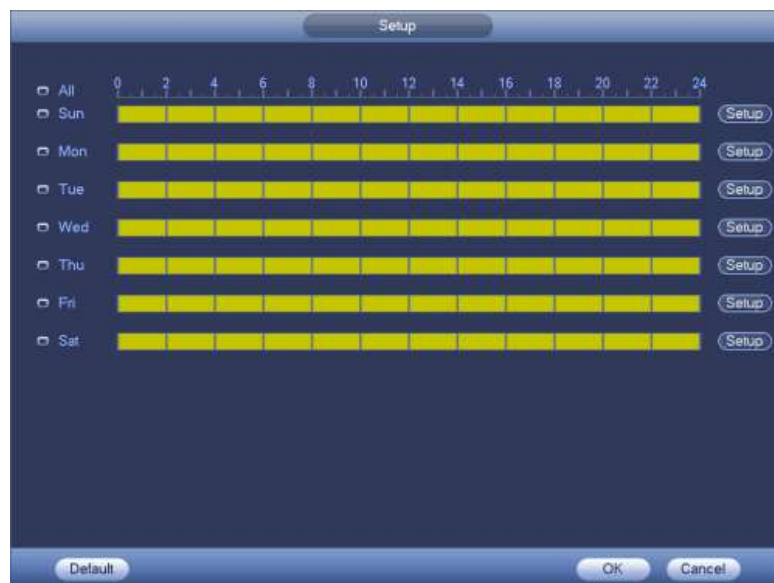 Setup
All 0 2 4 6 8 10 12 14 16 18 20 22 24
Sun Setup
Mon Setup
Tue Setup
Wed Setup
Thu Setup
Fri Setup
Sat Setup
Default OK Cancel